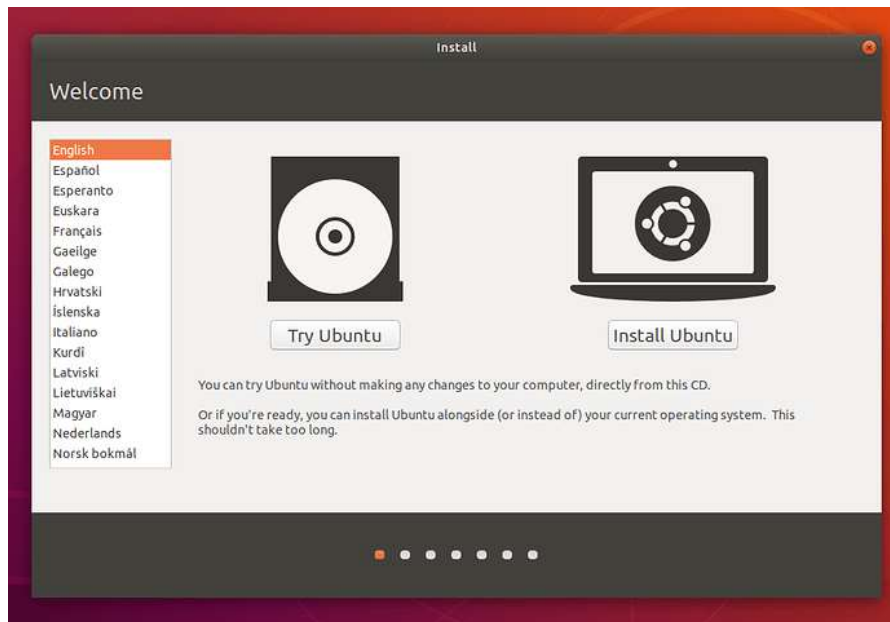 Install
Welcome
English
Español
Esperanto
Euskara
Français
Gaeilge
Galego
Hrvatski
Íslenska
Italiano
Kurdî
Latviski
Lietuviškai
Magyar
Nederlands
Norsk bokmål
Try Ubuntu
Install Ubuntu
You can try Ubuntu without making any changes to your computer, directly from this CD.
Or if you're ready, you can install Ubuntu alongside (or instead of) your current operating system. This
shouldn't take too long.